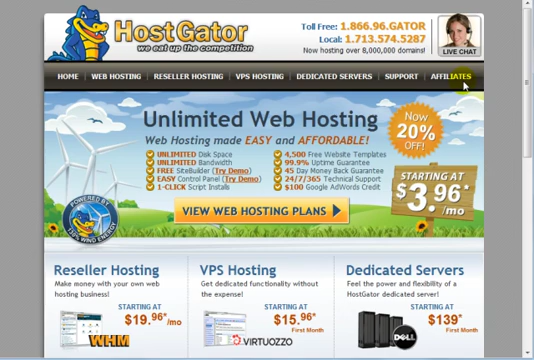 HostGator
we eat up the competition
Toll Free: 1.866.96.GATOR
Local: 1.713.574.5287
Now hosting over 8,000,000 domains!
LIVE CHAT
HOME WEB HOSTING RESELLER HOSTING VPS HOSTING DEDICATED SERVERS SUPPORT AFFILIATES
Unlimited Web Hosting
Web Hosting made EASY and AFFORDABLE!
UNLIMITED Disk Space
UNLIMITED Bandwidth
FREE SiteBuilder (Try Demo)
EASY Control Panel (Try Demo)
1-CLICK Script Installs
4,500 Free Website Templates
99.9% Uptime Guarantee
45 Day Money Back Guarantee
24/7/365 Technical Support
$100 Google AdWords Credit
Now
20%
OFF!
STARTING AT
$3.96*
/mo
VIEW WEB HOSTING PLANS
POWERED BY
130% WIND ENERGY
Reseller Hosting
Make money with your own web
hosting business!
STARTING AT
$19.96*/mo
WHM
VPS Hosting
Get dedicated functionality without
the expense!
STARTING AT
$15.96*
First Month
VIRTUOZZO
Dedicated Servers
Feel the power and flexibility of a
HostGator dedicated server!
STARTING AT
$139*
First Month
DELL